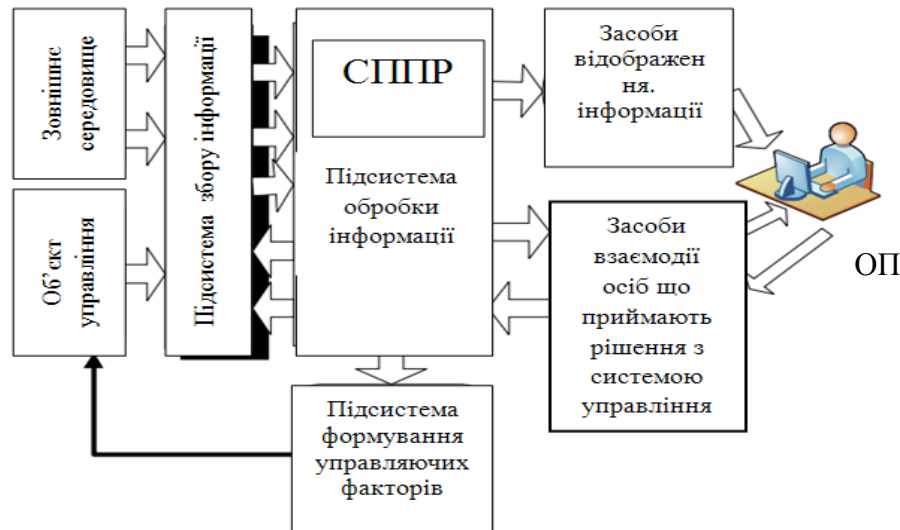 Зовнішнє
середовище
Об’єкт
управління
Підсистема збору інформації
СППР
Підсистема
обробки
інформації
Засоби
відображен
ня.
інформації
Засоби
взаємодії
осіб що
приймають
рішення з
системою
управління
ОП
Підсистема
формування
управляючих
факторів